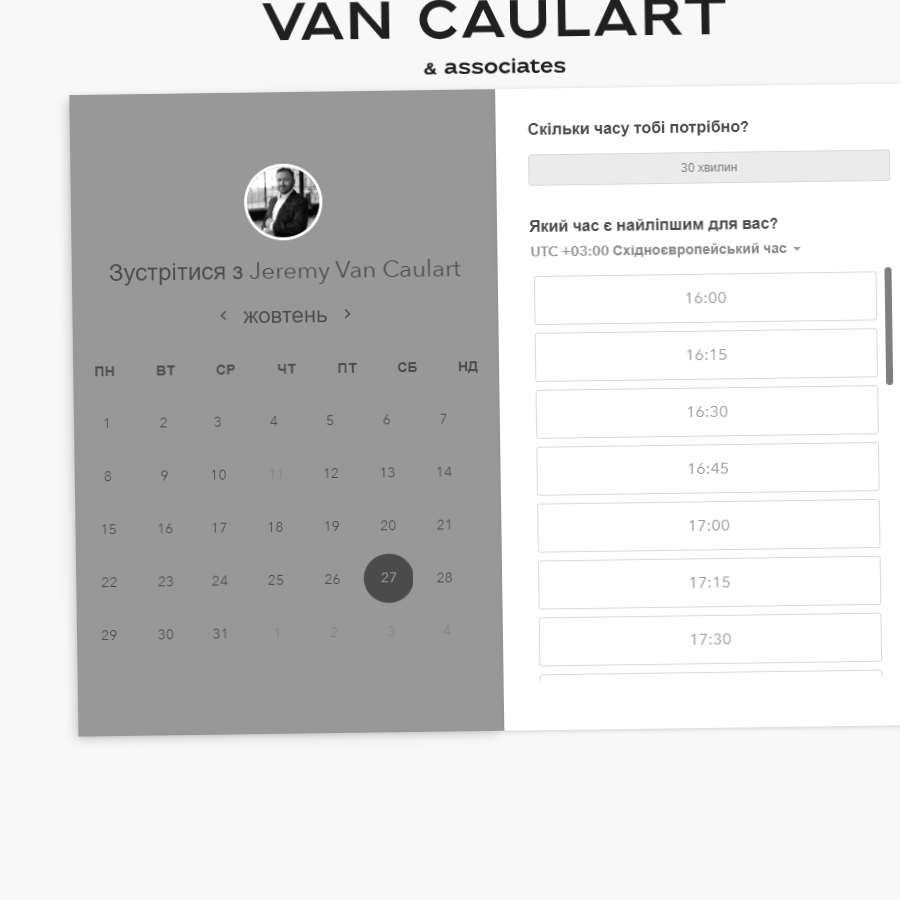 VAN CAULART
& associates
Зустрітися з Jeremy Van Caulart
жовтень
ПН ВТ СР ЧТ ПТ СБ НД
1 2 3 4 5 6 7
8 9 10 11 12 13 14
15 16 17 18 19 20 21
22 23 24 25 26 27 28
29 30 31 1 2 3 4
Скільки часу тобі потрібно?
30 хвилин
Який час є найліпшим для вас?
UTC +03:00 Східноєвропейський час
16:00
16:15
16:30
16:45
17:00
17:15
17:30